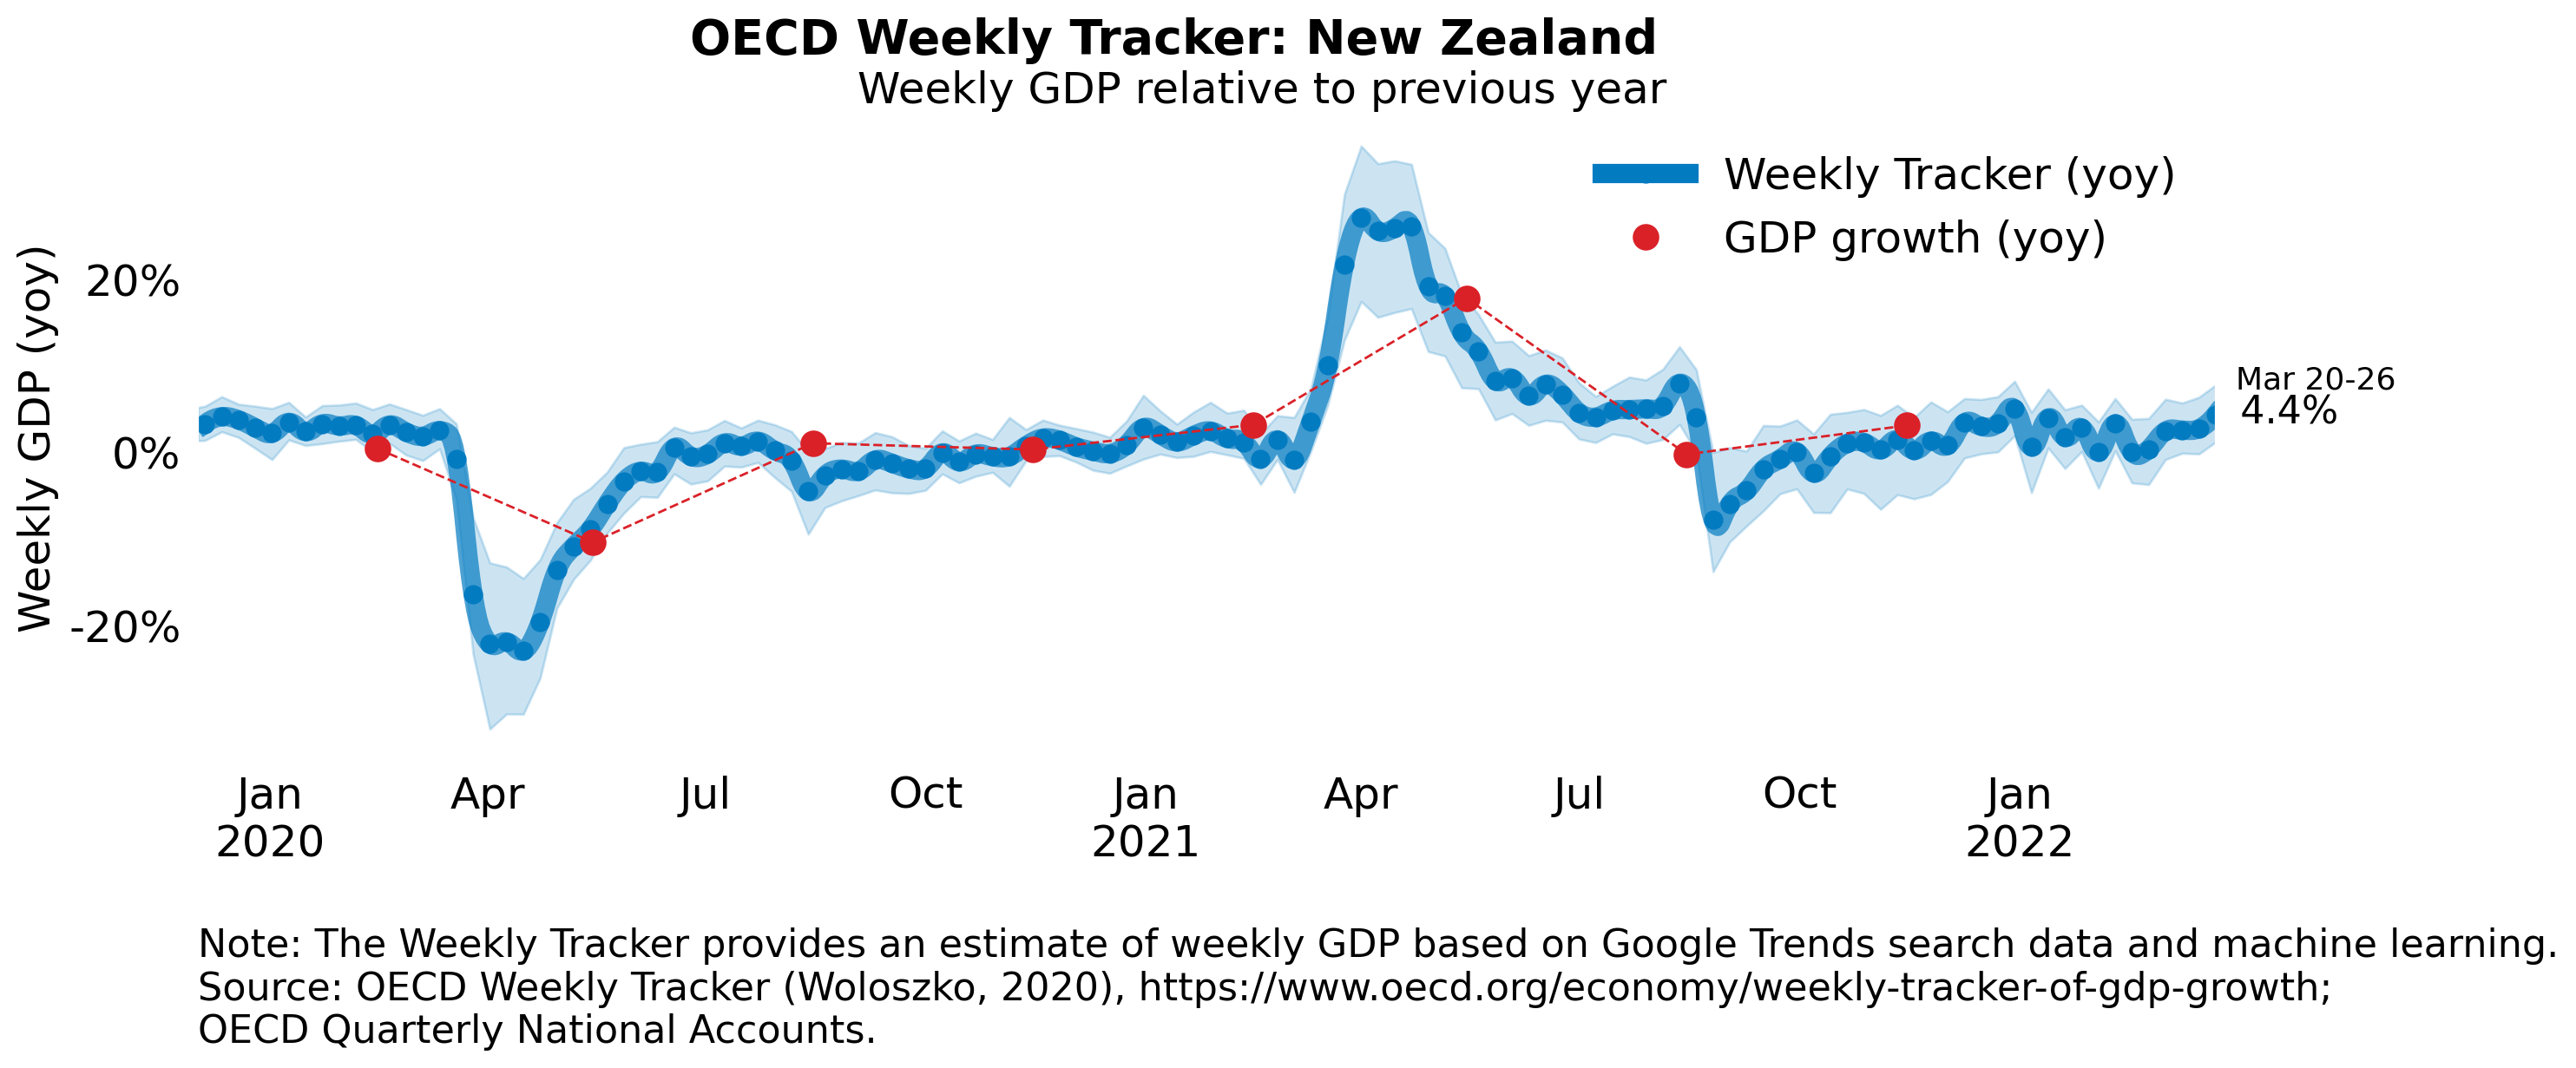 OECD Weekly Tracker: New Zealand
Weekly GDP relative to previous year
Weekly Tracker (yoy)
GDP growth (yoy)
Weekly GDP (yoy)
20%
0%
-20%
Mar 20-26
4.4%
Jan Apr Jul Oct Jan Apr Jul Oct Jan
2020 2021 2022
Note: The Weekly Tracker provides an estimate of weekly GDP based on Google Trends search data and machine learning.
Source: OECD Weekly Tracker (Woloszko, 2020), https://www.oecd.org/economy/weekly-tracker-of-gdp-growth;
OECD Quarterly National Accounts.